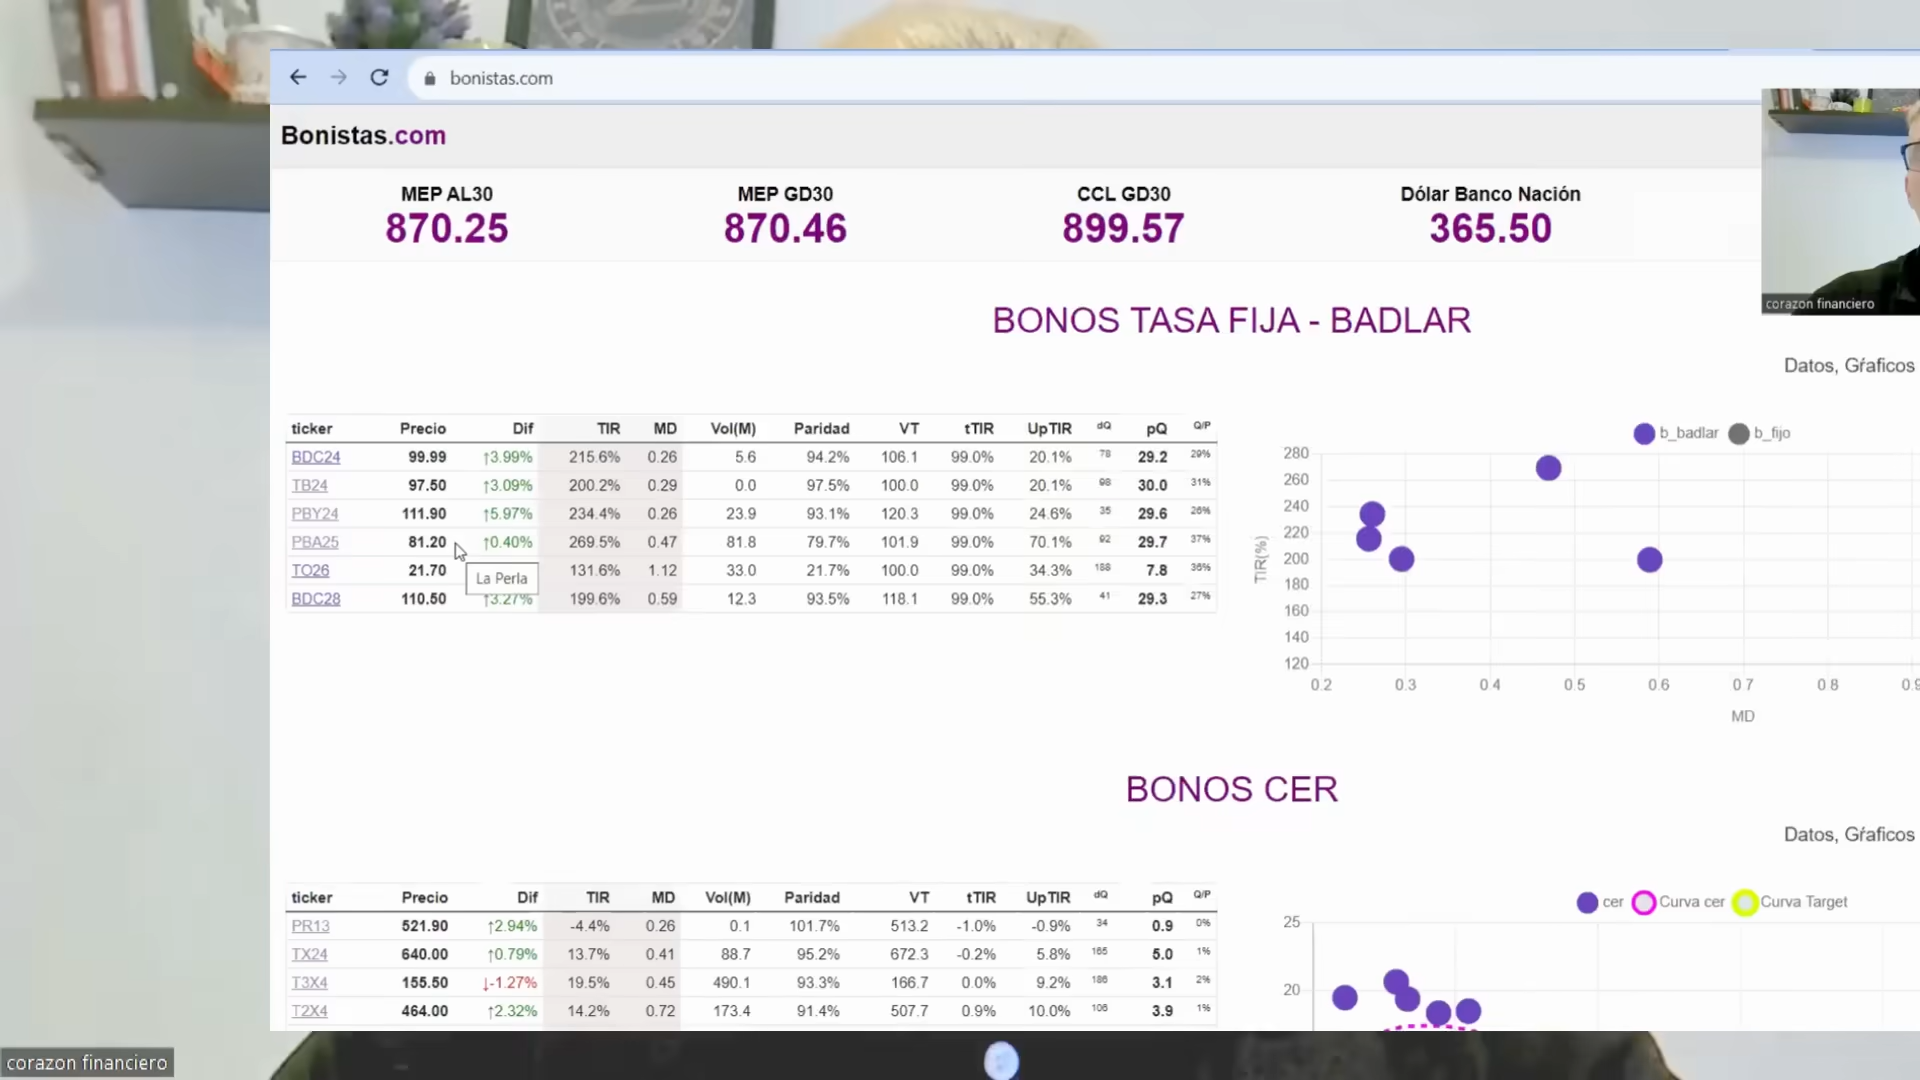 bonistas.com
Bonistas.com
MEP AL30 MEP GD30 CCL GD30 Dólar Banco Nación
870.25 870.46 899.57 365.50
corazon financiero
BONOS TASA FIJA - BADLAR
Datos, Gráficos
ticker Precio Dif TIR MD Vol(M) Paridad VT tTIR UpTIR dQ pQ Q/P
BDC24 99.99 ↑3.99% 215.6% 0.26 5.6 94.2% 106.1 99.0% 20.1% 78 29.2 29%
TB24 97.50 ↑3.09% 200.2% 0.29 0.0 97.5% 100.0 99.0% 20.1% 98 30.0 31%
PBY24 111.90 ↑5.97% 234.4% 0.26 23.9 93.1% 120.3 99.0% 24.6% 35 29.6 26%
PBA25 81.20 ↑0.40% 269.5% 0.47 81.8 79.7% 101.9 99.0% 70.1% 92 29.7 37%
TO26 21.70 131.6% 1.12 33.0 21.7% 100.0 99.0% 34.3% 188 7.8 36%
La Perla
BDC28 110.50 ↑3.27% 199.6% 0.59 12.3 93.5% 118.1 99.0% 55.3% 41 29.3 27%
b_badlar b_fijo
280
260
240
220
200
180
160
140
120
TIR(%)
0.2 0.3 0.4 0.5 0.6 0.7 0.8 0.9
MD
BONOS CER
Datos, Gráficos
ticker Precio Dif TIR MD Vol(M) Paridad VT tTIR UpTIR dQ pQ Q/P
PR13 521.90 ↑2.94% -4.4% 0.26 0.1 101.7% 513.2 -1.0% -0.9% 34 0.9 0%
TX24 640.00 ↑0.79% 13.7% 0.41 88.7 95.2% 672.3 -0.2% 5.8% 165 5.0 1%
T3X4 155.50 ↓-1.27% 19.5% 0.45 490.1 93.3% 166.7 0.0% 9.2% 186 3.1 2%
T2X4 464.00 ↑2.32% 14.2% 0.72 173.4 91.4% 507.7 0.9% 10.0% 106 3.9 1%
cer Curva cer Curva Target
25
20
corazon financiero